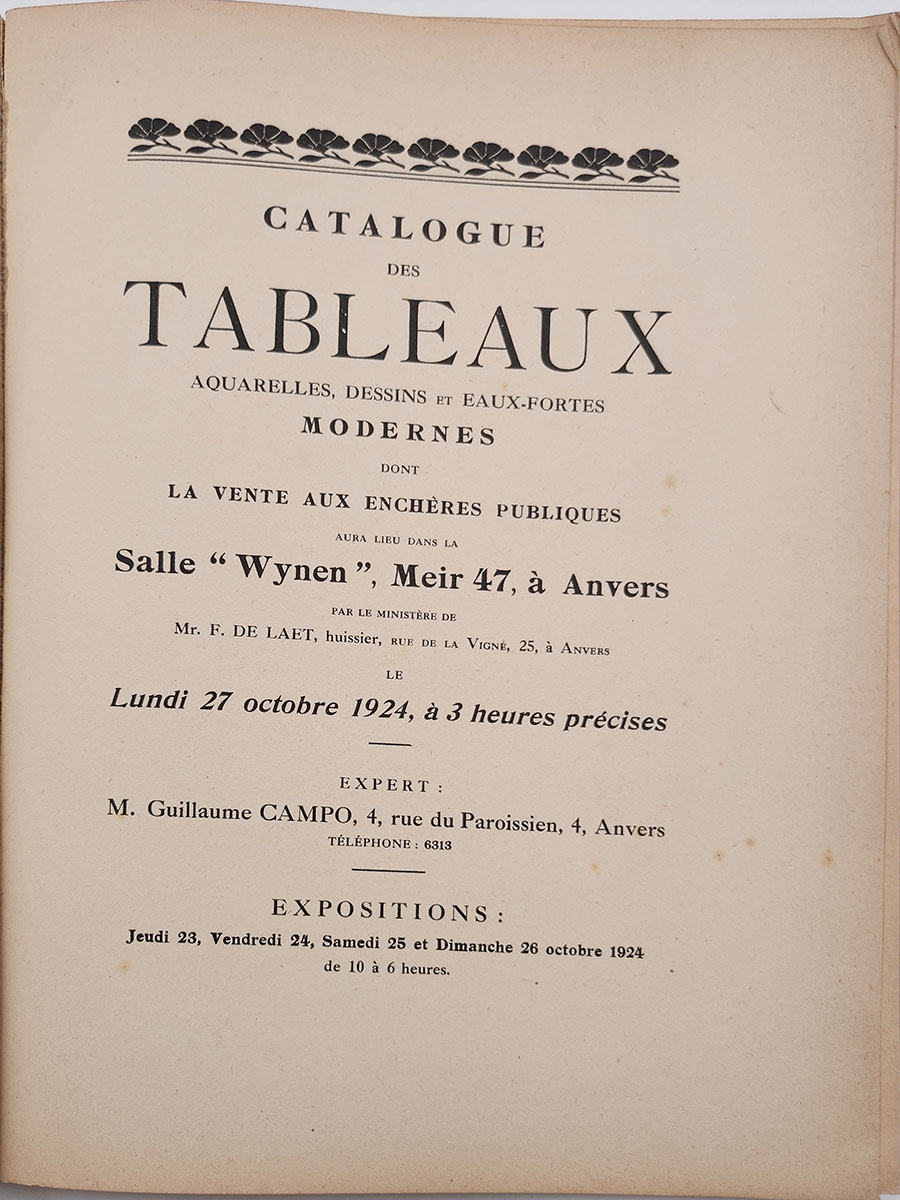 CATALOGUE
DES
TABLEAUX
AQUARELLES, DESSINS ET EAUX-FORTES
MODERNES
DONT
LA VENTE AUX ENCHÈRES PUBLIQUES
AURA LIEU DANS LA
Salle “ Wynen ”, Meir 47, à Anvers
PAR LE MINISTÈRE DE
Mr. F. DE LAET, huissier, RUE DE LA VIGNÉ, 25, à ANVERS
LE
Lundi 27 octobre 1924, à 3 heures précises
EXPERT :
M. Guillaume CAMPO, 4, rue du Paroissien, 4, Anvers
TÉLÉPHONE : 6313
EXPOSITIONS :
Jeudi 23, Vendredi 24, Samedi 25 et Dimanche 26 octobre 1924
de 10 à 6 heures.